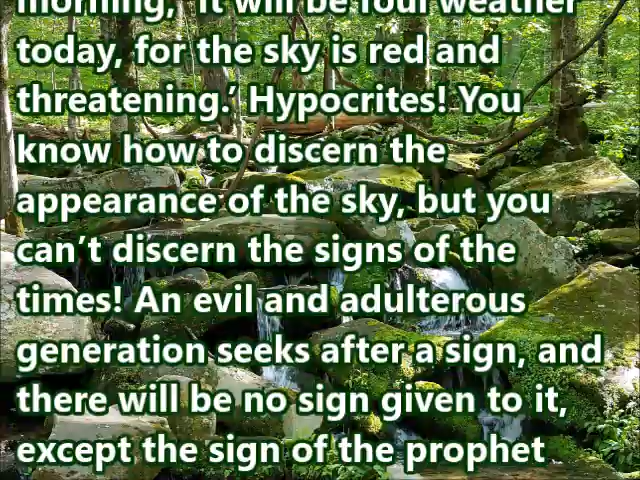 morning, ‘It will be foul weather
today, for the sky is red and
threatening.’ Hypocrites! You
know how to discern the
appearance of the sky, but you
can’t discern the signs of the
times! An evil and adulterous
generation seeks after a sign, and
there will be no sign given to it,
except the sign of the prophet